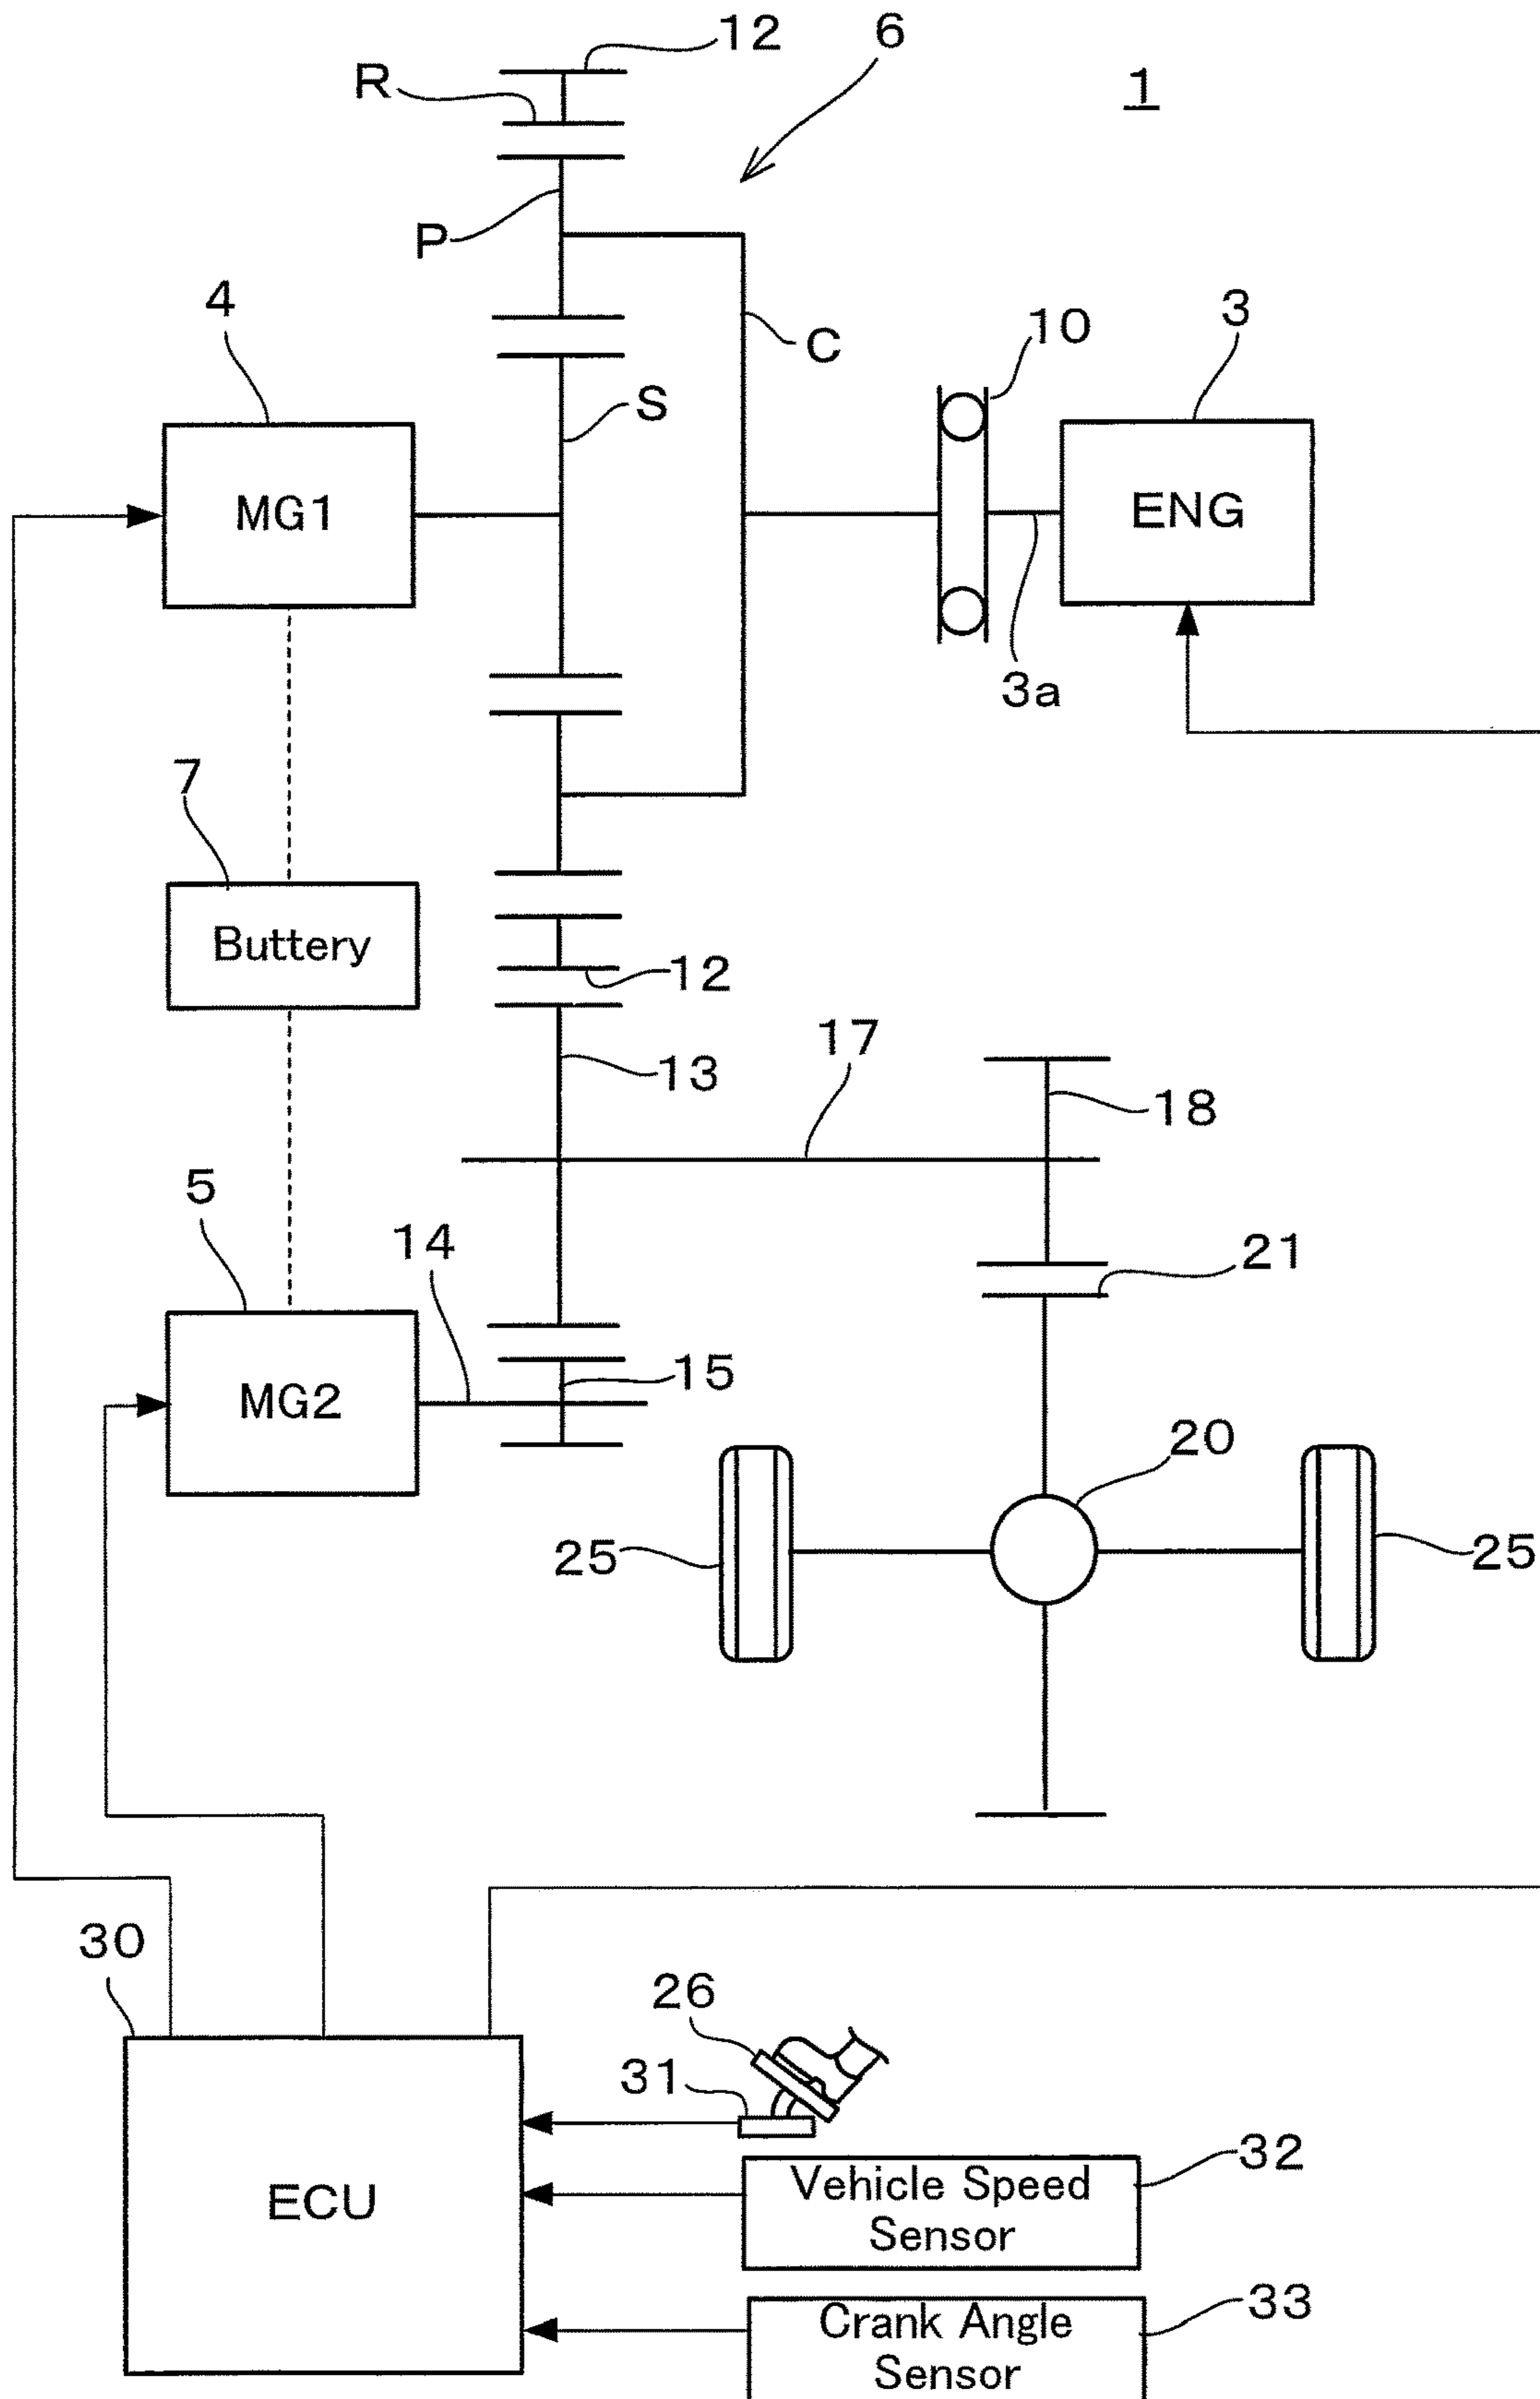 12
6
1
R
P
4
C
10
3
S
MG1
ENG
3a
7
Buttery
12
13
17
18
5
14
21
15
MG2
20
25
25
30
26
31
ECU
32
Vehicle Speed
Sensor
33
Crank Angle
Sensor